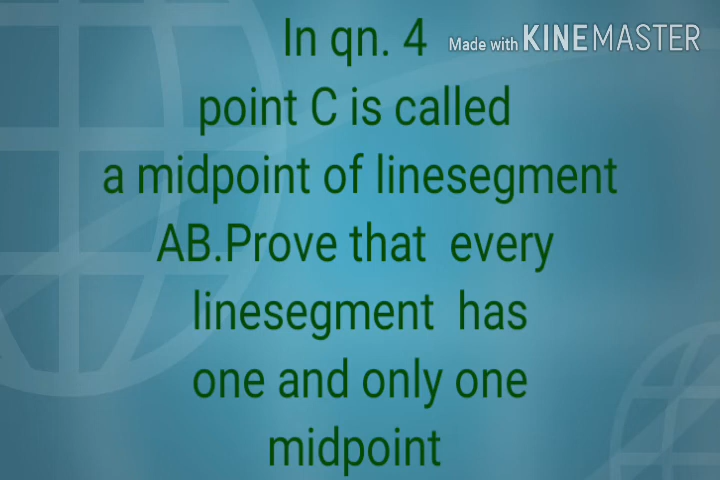 In qn. 4
Made with KINEMASTER
point C is called
a midpoint of linesegment
AB.Prove that every
linesegment has
one and only one
midpoint